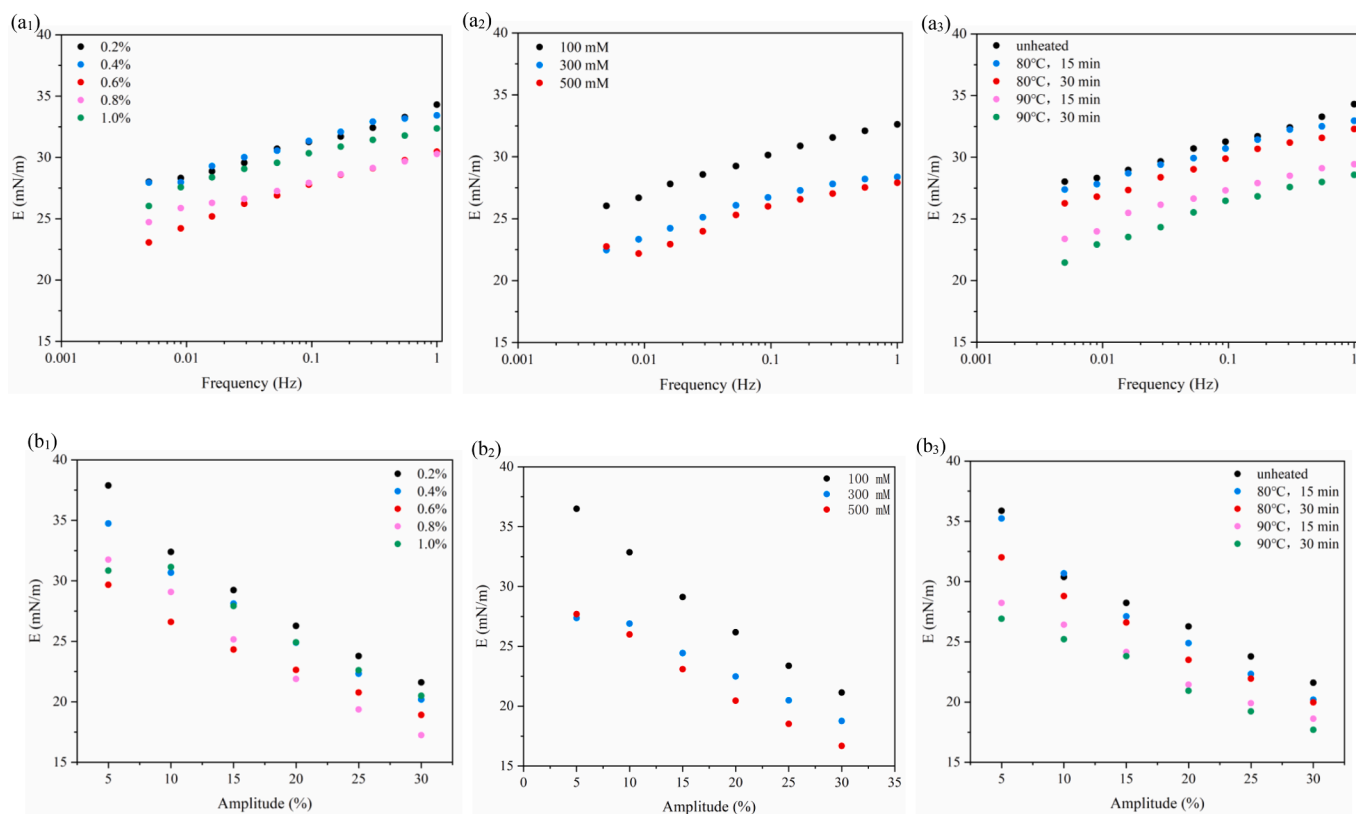 (a1)
40
35
30
25
20
15
E (mN/m)
0.2%
0.4%
0.6%
0.8%
1.0%
0.001
0.01
0.1
1
Frequency (Hz)
(a2)
40
35
30
25
20
15
E (mN/m)
100 mM
300 mM
500 mM
0.001
0.01
0.1
1
Frequency (Hz)
(a3)
40
35
30
25
20
15
E (mN/m)
unheated
80℃, 15 min
80℃, 30 min
90℃, 15 min
90℃, 30 min
0.001
0.01
0.1
1
Frequency (Hz)
(b1)
40
35
30
25
20
15
E (mN/m)
0.2%
0.4%
0.6%
0.8%
1.0%
5
10
15
20
25
30
Amplitude (%)
(b2)
40
35
30
25
20
15
E (mN/m)
100 mM
300 mM
500 mM
0
5
10
15
20
25
30
35
Amplitude (%)
(b3)
40
35
30
25
20
15
E (mN/m)
unheated
80℃, 15 min
80℃, 30 min
90℃, 15 min
90℃, 30 min
5
10
15
20
25
30
Amplitude (%)